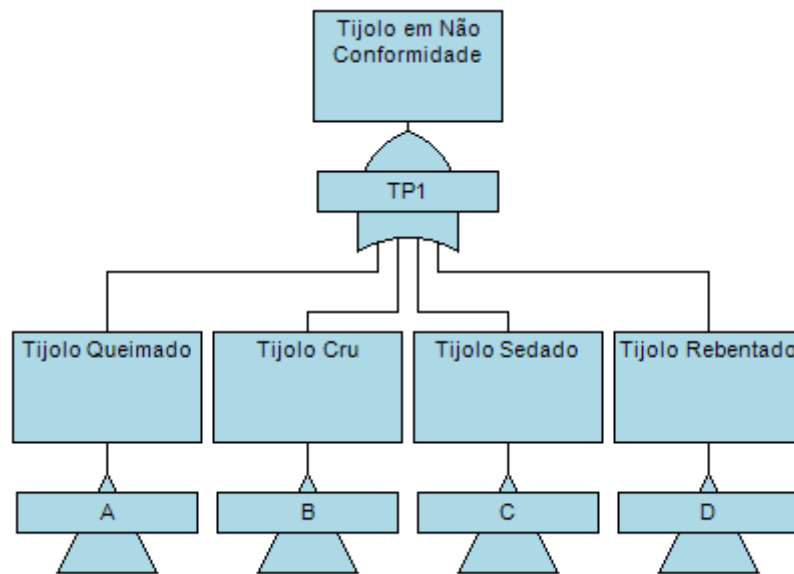 Tijolo em Não
Conformidade
TP1
Tijolo Queimado
Tijolo Cru
Tijolo Sedado
Tijolo Rebentado
A
B
C
D